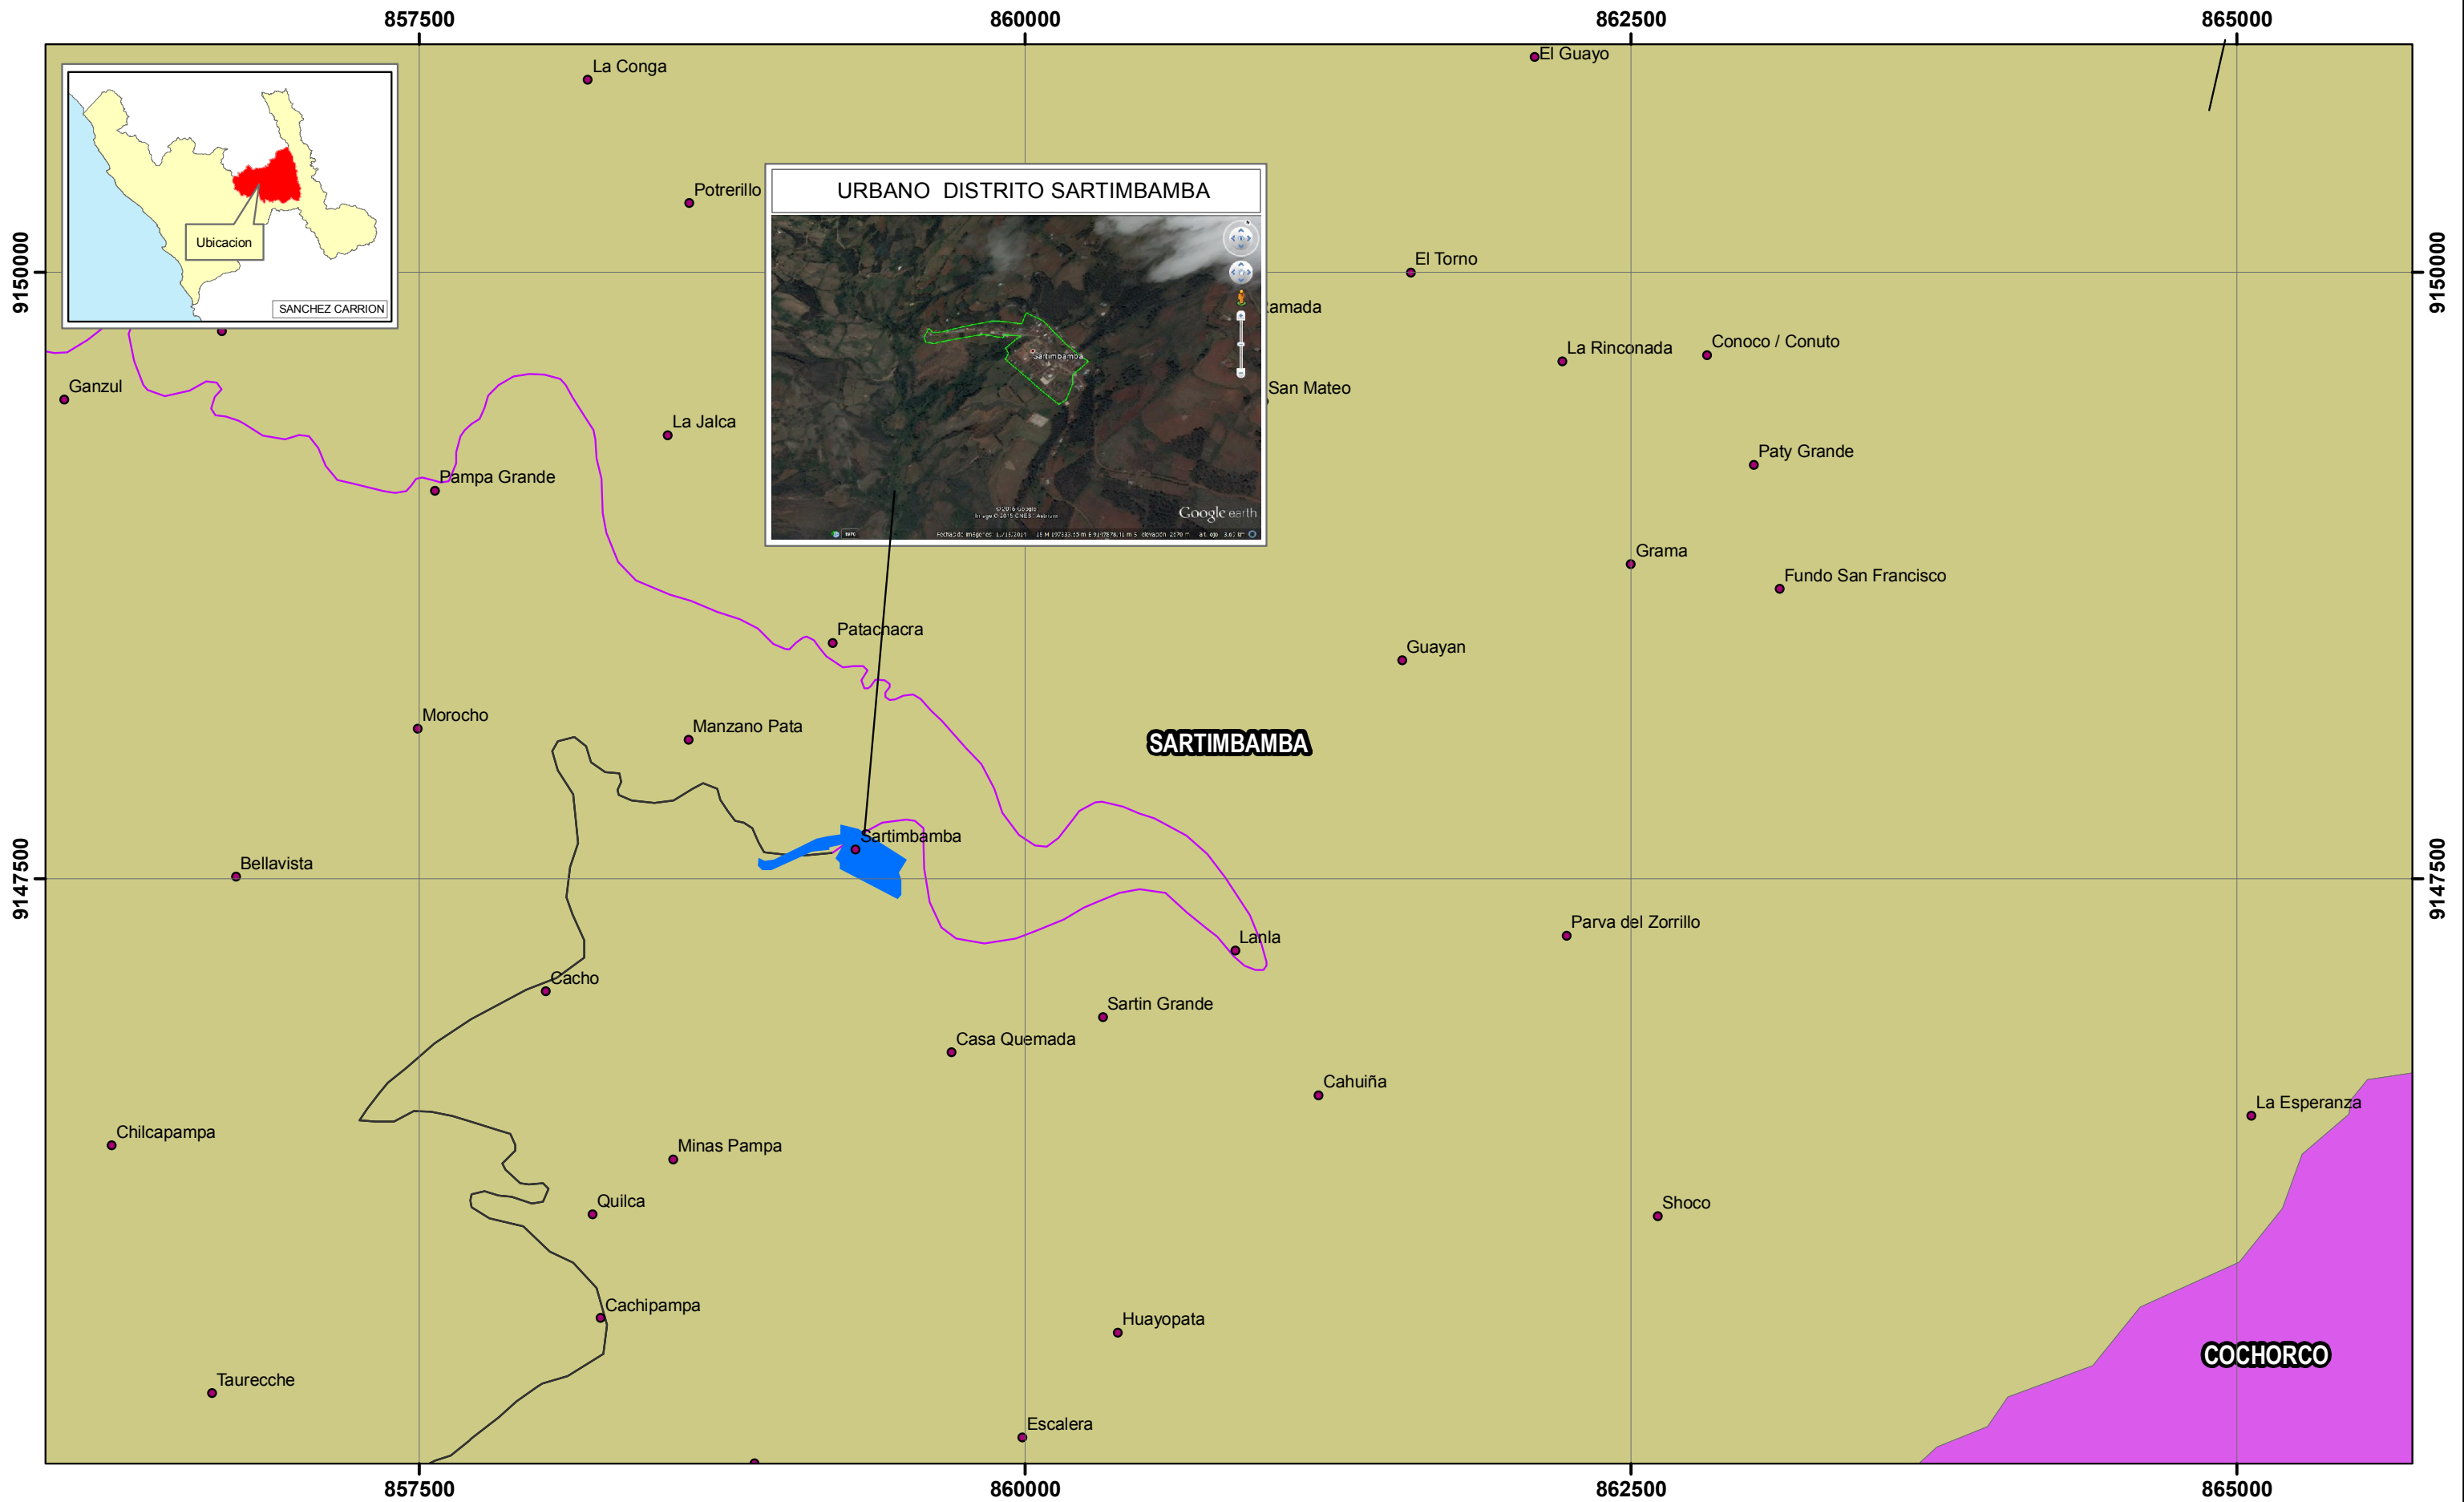 857500
860000
862500
865000
La Conga
El Guayo
Potrerillo
URBANO  DISTRITO SARTIMBAMBA
Ubicacion
SANCHEZ CARRION
9150000
9150000
El Torno
amada
La Rinconada
Conoco / Conuto
Sartimbamba
Ganzul
San Mateo
La Jalca
Paty Grande
Pampa Grande
Google earth
Grama
Fundo San Francisco
Patachacra
Guayan
Morocho
Manzano Pata
SARTIMBAMBA
Sartimbamba
9147500
9147500
Bellavista
Parva del Zorrillo
Lanla
Cacho
Sartin Grande
Casa Quemada
Cahuiña
La Esperanza
Chilcapampa
Minas Pampa
Quilca
Shoco
Cachipampa
Huayopata
COCHORCO
Taurecche
Escalera
857500
860000
862500
865000